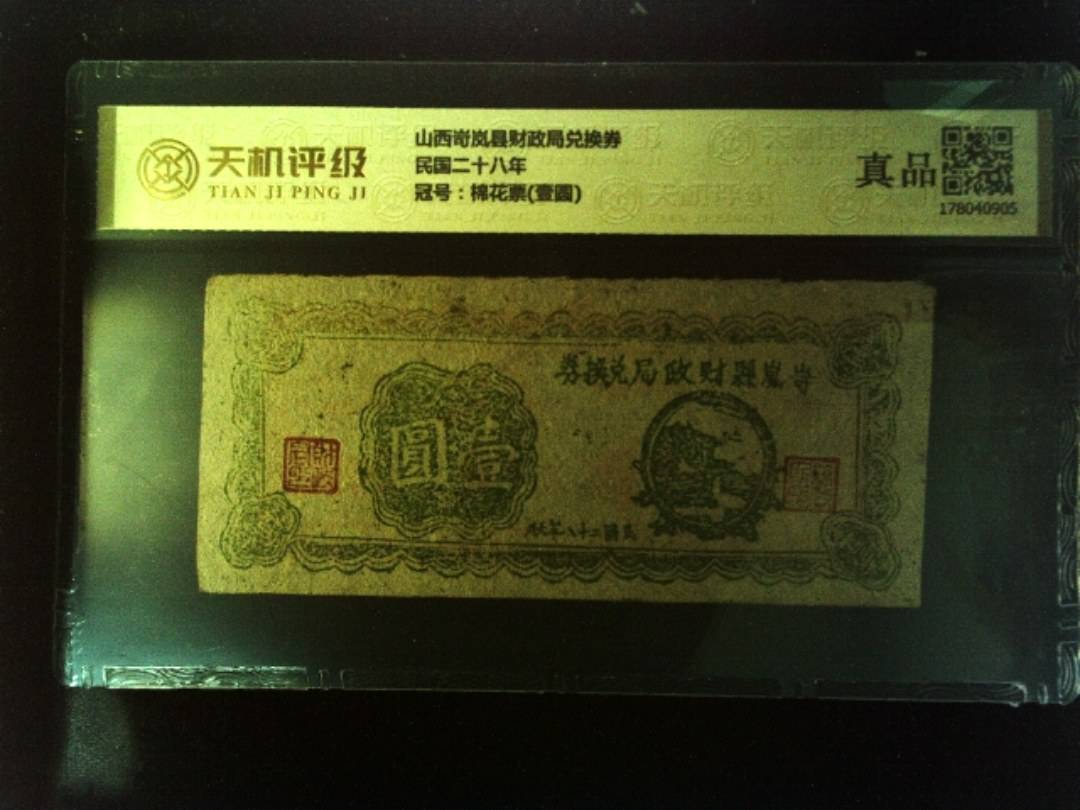 天机评级
TIAN JI PING JI
山西岢岚县财政局兑换券
民国二十八年
冠号：棉花票(壹圆)
真品
178040905
岢嵐縣財政局兌換券
壹圓
民國二十八年